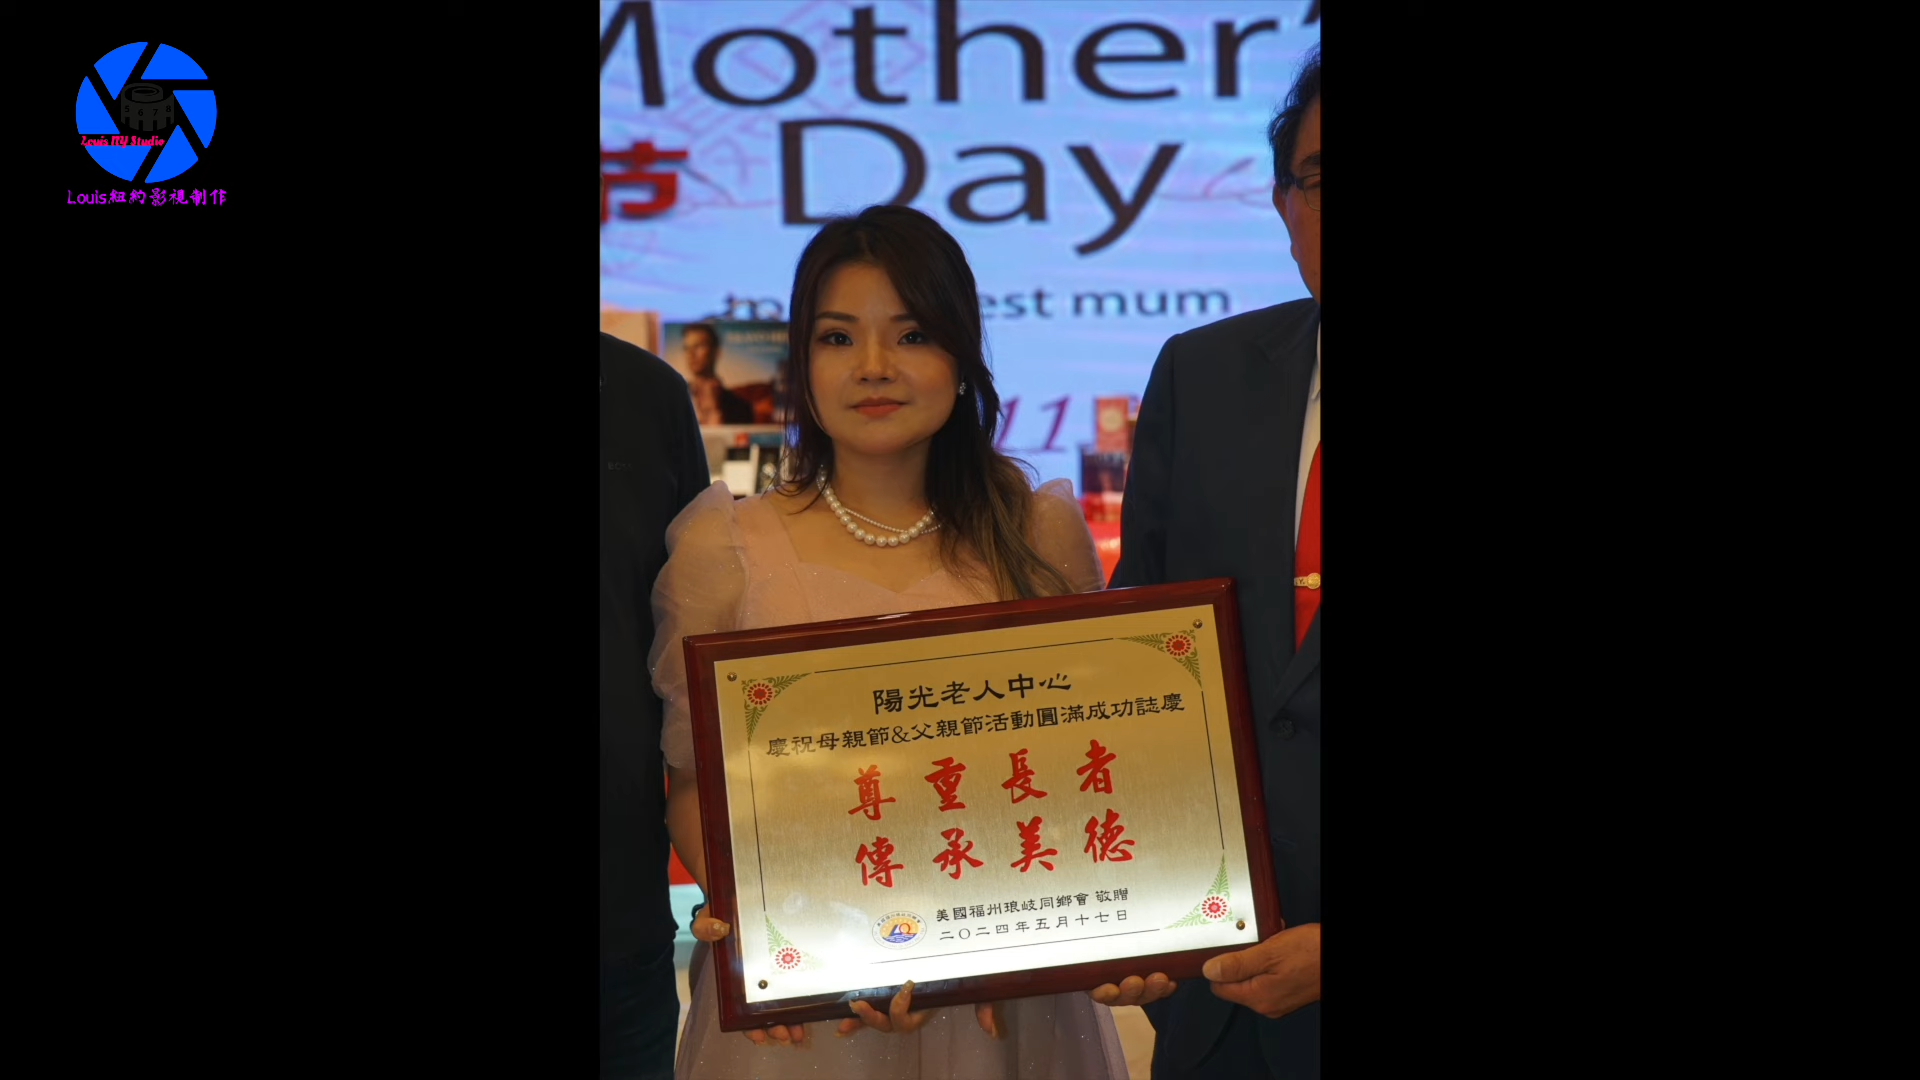 Mother'
节 Day
est mum
11
Louis NY Studio
Louis紐約影視制作
陽光老人中心
慶祝母親節&父親節活動圓滿成功誌慶
尊重長者
傳承美德
美國福州琅岐同鄉會 敬贈
二〇二四年五月十七日